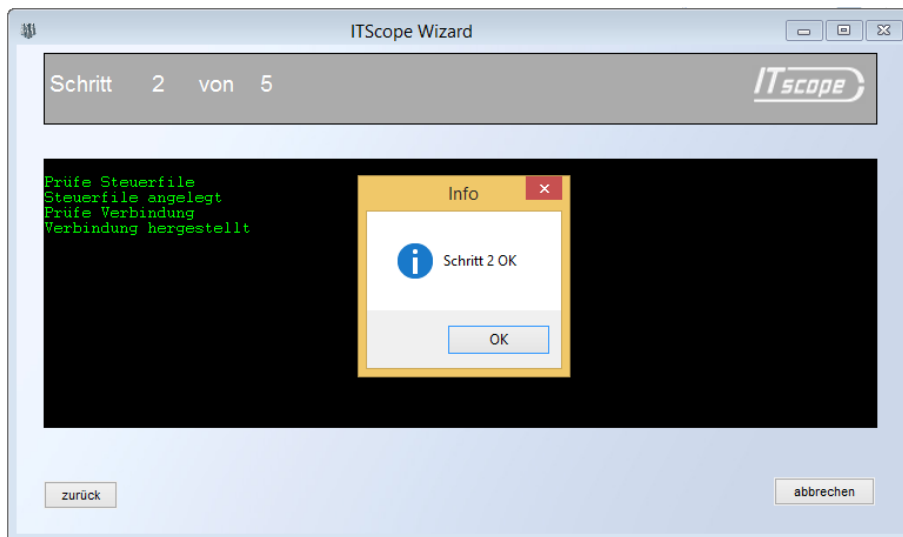 ITScope Wizard
Schritt 2 von 5
ITscope
Prüfe Steuerfile
Steuerfile angelegt
Prüfe Verbindung
Verbindung hergestellt
Info
Schritt 2 OK
OK
zurück
abbrechen